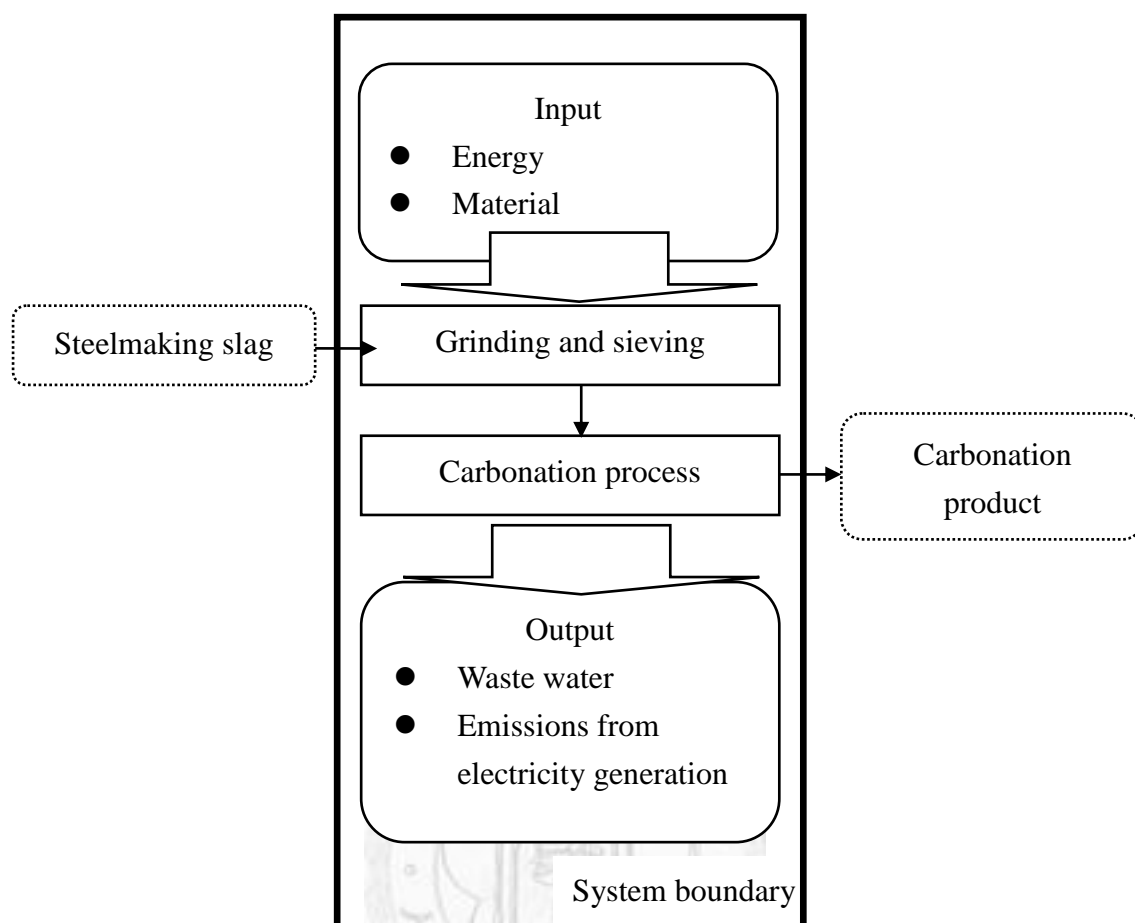 Input
● Energy
● Material
Steelmaking slag
Grinding and sieving
Carbonation process
Carbonation
product
Output
● Waste water
● Emissions from
electricity generation
System boundary